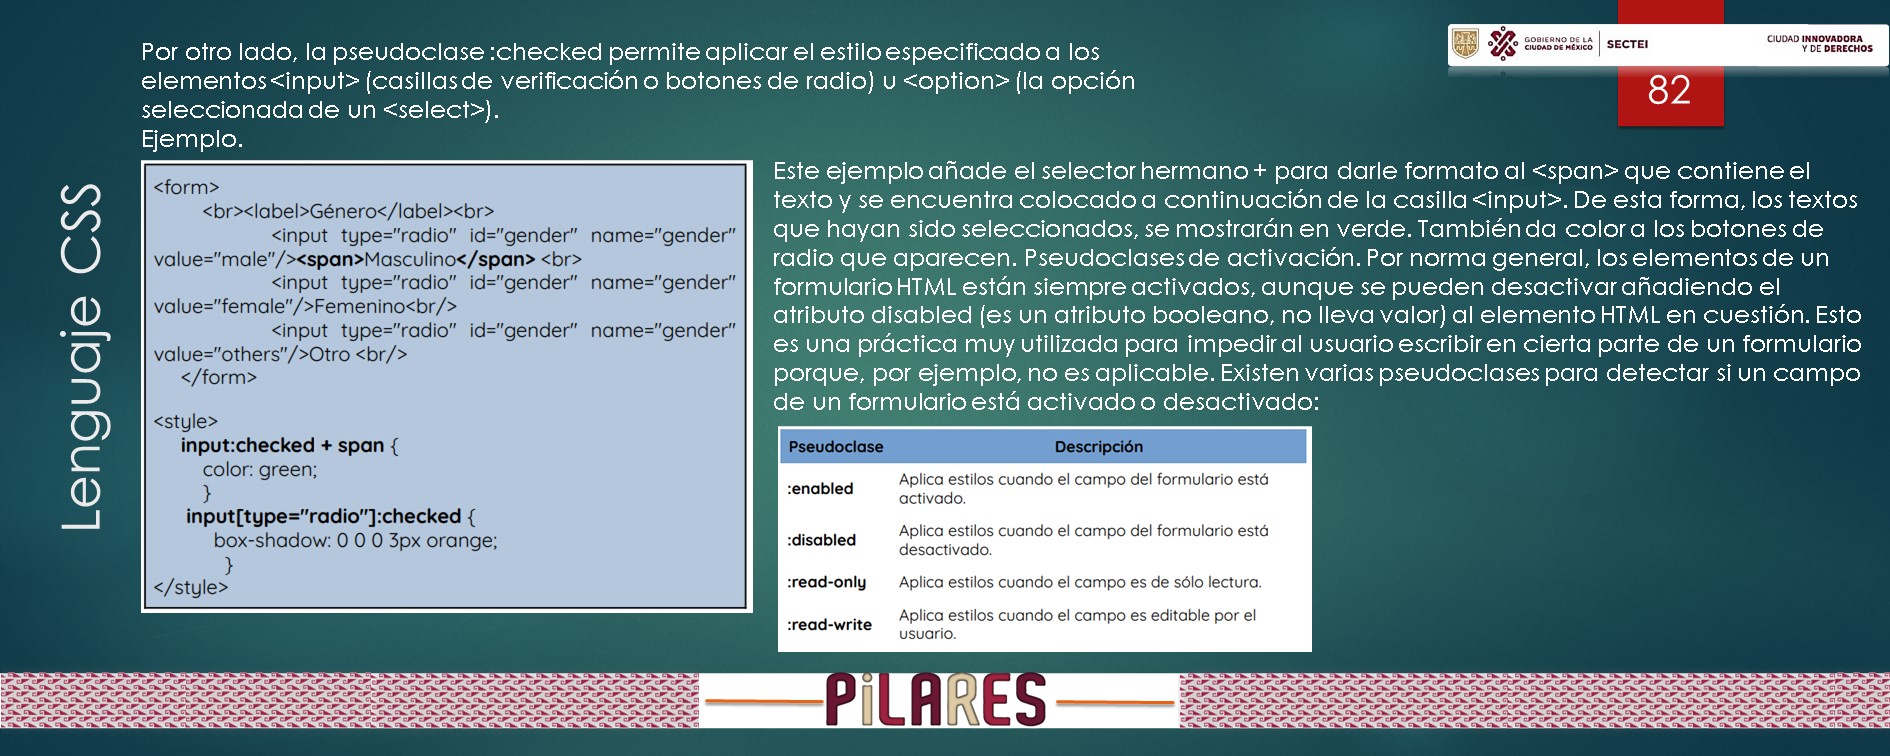 Por otro lado, la pseudoclase :checked permite aplicar el estilo especificado a los
elementos <input> (casillas de verificación o botones de radio) u <option> (la opción
seleccionada de un <select>).
Ejemplo.
GOBIERNO DE LA
CIUDAD DE MÉXICO
SECTEI
CIUDAD INNOVADORA
Y DE DERECHOS
82
Lenguaje CSS
<form>
<br><label>Género</label><br>
<input type="radio" id="gender" name="gender"
value="male"/><span>Masculino</span> <br>
<input type="radio" id="gender" name="gender"
value="female"/>Femenino<br/>
<input type="radio" id="gender" name="gender"
value="others"/>Otro <br/>
</form>
<style>
input:checked + span {
color: green;
}
input[type="radio"]:checked {
box-shadow: 0 0 0 3px orange;
}
</style>
Este ejemplo añade el selector hermano + para darle formato al <span> que contiene el
texto y se encuentra colocado a continuación de la casilla <input>. De esta forma, los textos
que hayan sido seleccionados, se mostrarán en verde. También da color a los botones de
radio que aparecen. Pseudoclases de activación. Por norma general, los elementos de un
formulario HTML están siempre activados, aunque se pueden desactivar añadiendo el
atributo disabled (es un atributo booleano, no lleva valor) al elemento HTML en cuestión. Esto
es una práctica muy utilizada para impedir al usuario escribir en cierta parte de un formulario
porque, por ejemplo, no es aplicable. Existen varias pseudoclases para detectar si un campo
de un formulario está activado o desactivado:
Pseudoclase Descripción
:enabled Aplica estilos cuando el campo del formulario está
activado.
:disabled Aplica estilos cuando el campo del formulario está
desactivado.
:read-only Aplica estilos cuando el campo es de sólo lectura.
:read-write Aplica estilos cuando el campo es editable por el
usuario.
PiLARES